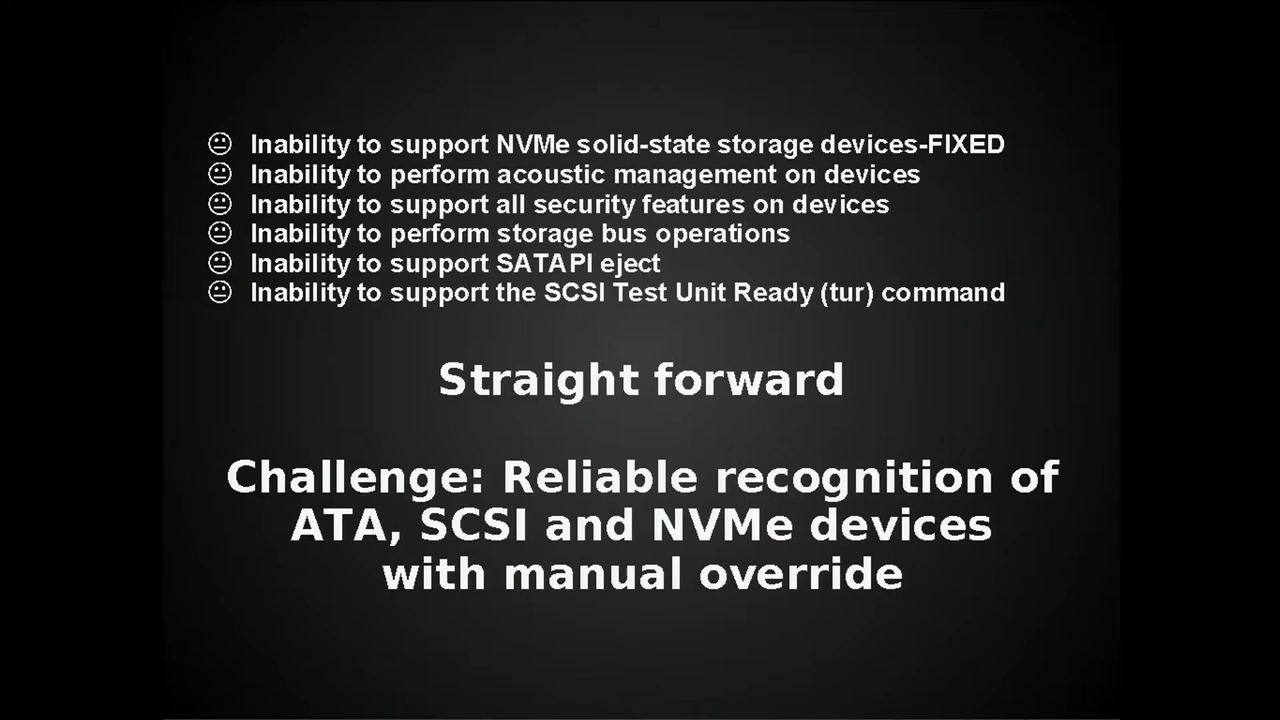 😐 Inability to support NVMe solid-state storage devices-FIXED
😐 Inability to perform acoustic management on devices
😐 Inability to support all security features on devices
😐 Inability to perform storage bus operations
😐 Inability to support SATAPI eject
😐 Inability to support the SCSI Test Unit Ready (tur) command
Straight forward
Challenge: Reliable recognition of
ATA, SCSI and NVMe devices
with manual override